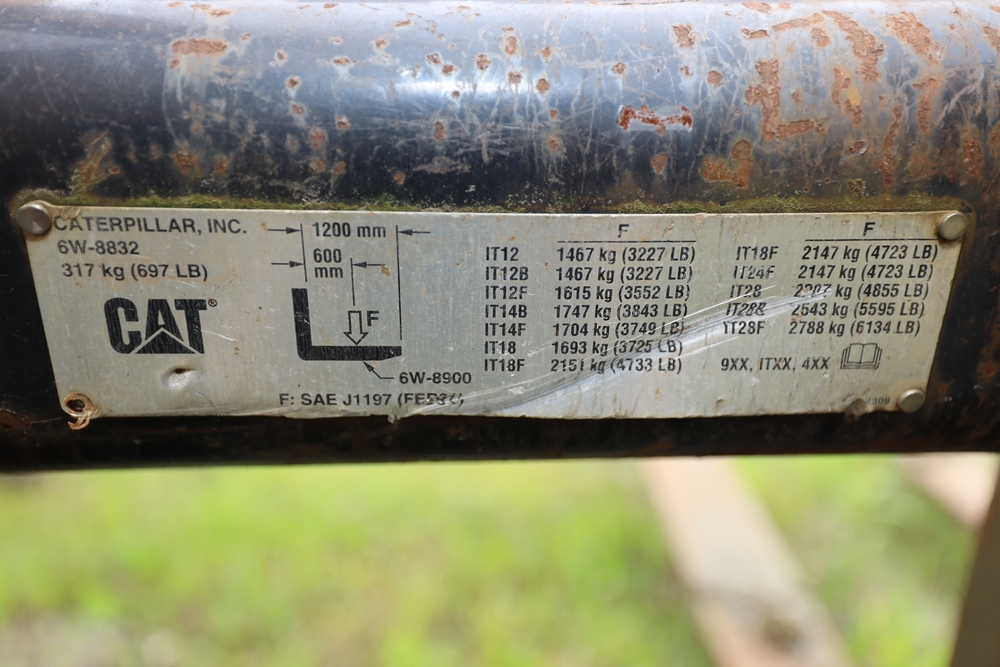 CATERPILLAR, INC.
6W-8832
317 kg (697 LB)
CAT®
1200 mm
600
mm
F
6W-8900
F: SAE J1197
F
IT12 1467 kg (3227 LB)
IT12B 1467 kg (3227 LB)
IT12F 1615 kg (3552 LB)
IT14B 1747 kg (3843 LB)
IT14F 1704 kg (3749 LB)
IT18 1693 kg (3725 LB)
IT18F 2151 kg (4733 LB)
F
IT18F 2147 kg (4723 LB)
IT24F 2147 kg (4723 LB)
IT28 kg (4855 LB)
IT28B 2543 kg (5595 LB)
IT28F 2788 kg (6134 LB)
9XX, ITXX, 4XX